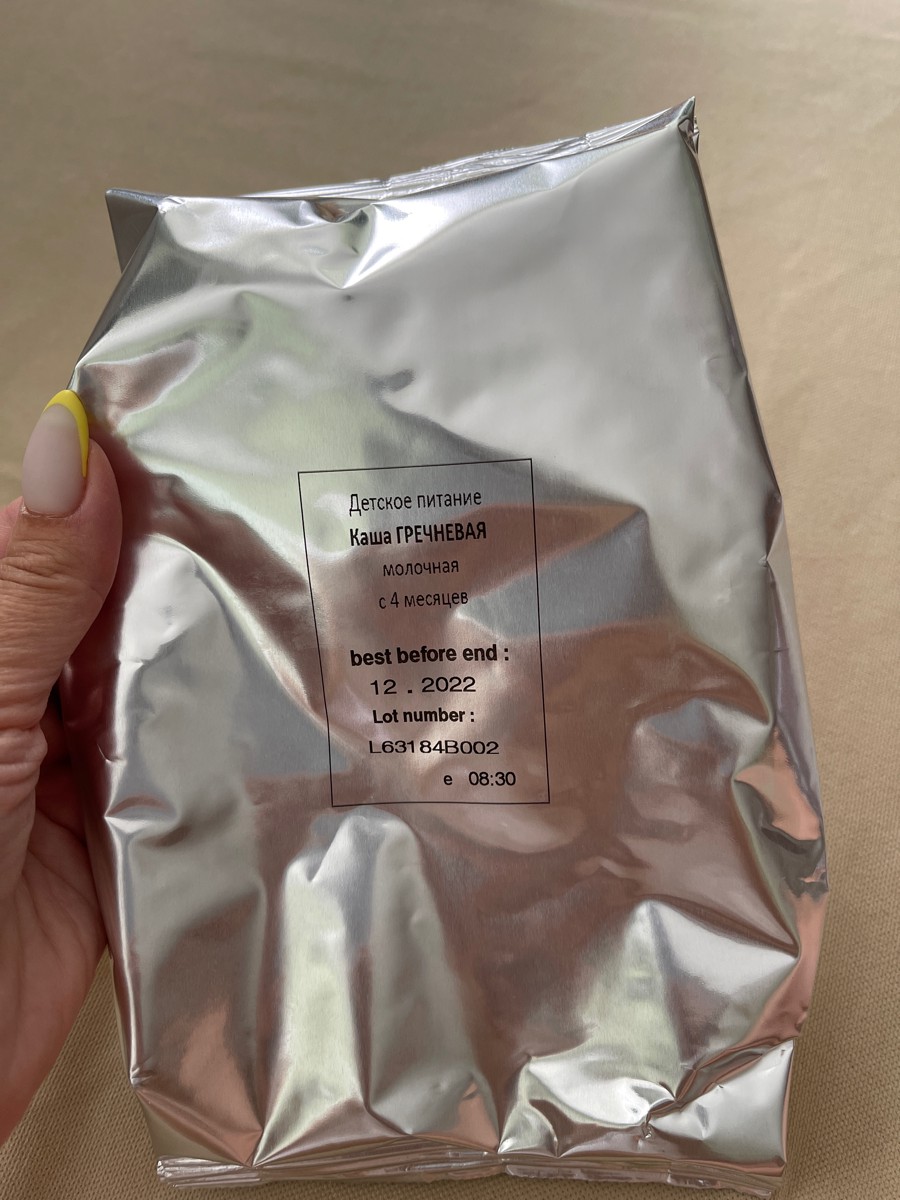 Детское питание
Каша ГРЕЧНЕВАЯ
молочная
с 4 месяцев
best before end :
12 . 2022
Lot number :
L63184B002
e 08:30